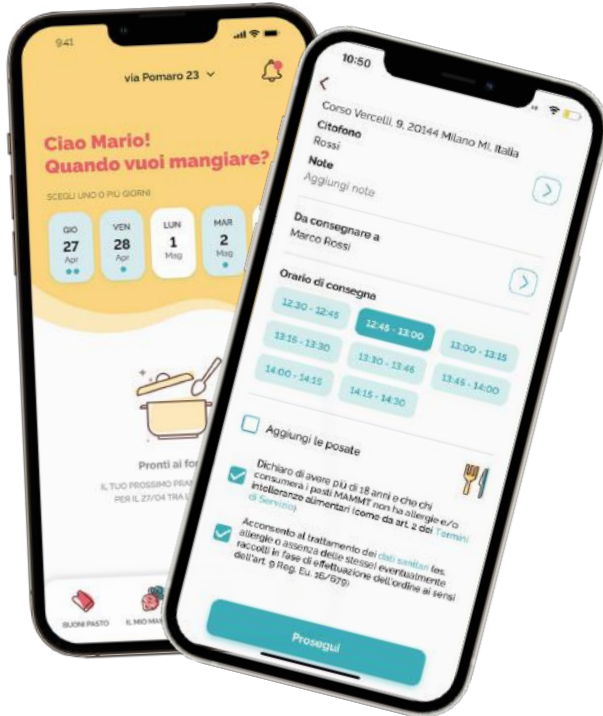 9:41
via Pomaro 23
Ciao Mario!
Quando vuoi mangiare?
SCEGLI UNO O PIÙ GIORNI
GIO
27
Apr
VEN
28
Apr
LUN
1
Mag
MAR
2
Mag
Pronti ai
IL TUO PROSSIMO
PER IL 27/04 TRA
BUONI PASTO
IL MIO
10:50
Corso Vercelli, 9, 20144 Milano MI, Italia
Citofono
Rossi
Note
Aggiungi note
Da consegnare a
Marco Rossi
Orario di consegna
12:30 - 12:45
12:45 - 13:00
13:00 - 13:15
13:15 - 13:30
13:30 - 13:45
13:45 - 14:00
14:00 - 14:15
14:15 - 14:30
Aggiungi le posate
Dichiaro di avere più di 18 anni e che chi
consumerà i pasti MAMMT non ha allergie e/o
intolleranze alimentari (come da art. 2 dei Termini
di Servizio)
Acconsento al trattamento dei dati sanitari (es.
allergie o assenza delle stesse) eventualmente
raccolti in fase di effettuazione dell'ordine ai sensi
dell'art. 9 Reg. Eu. 16/679)
Prosegui